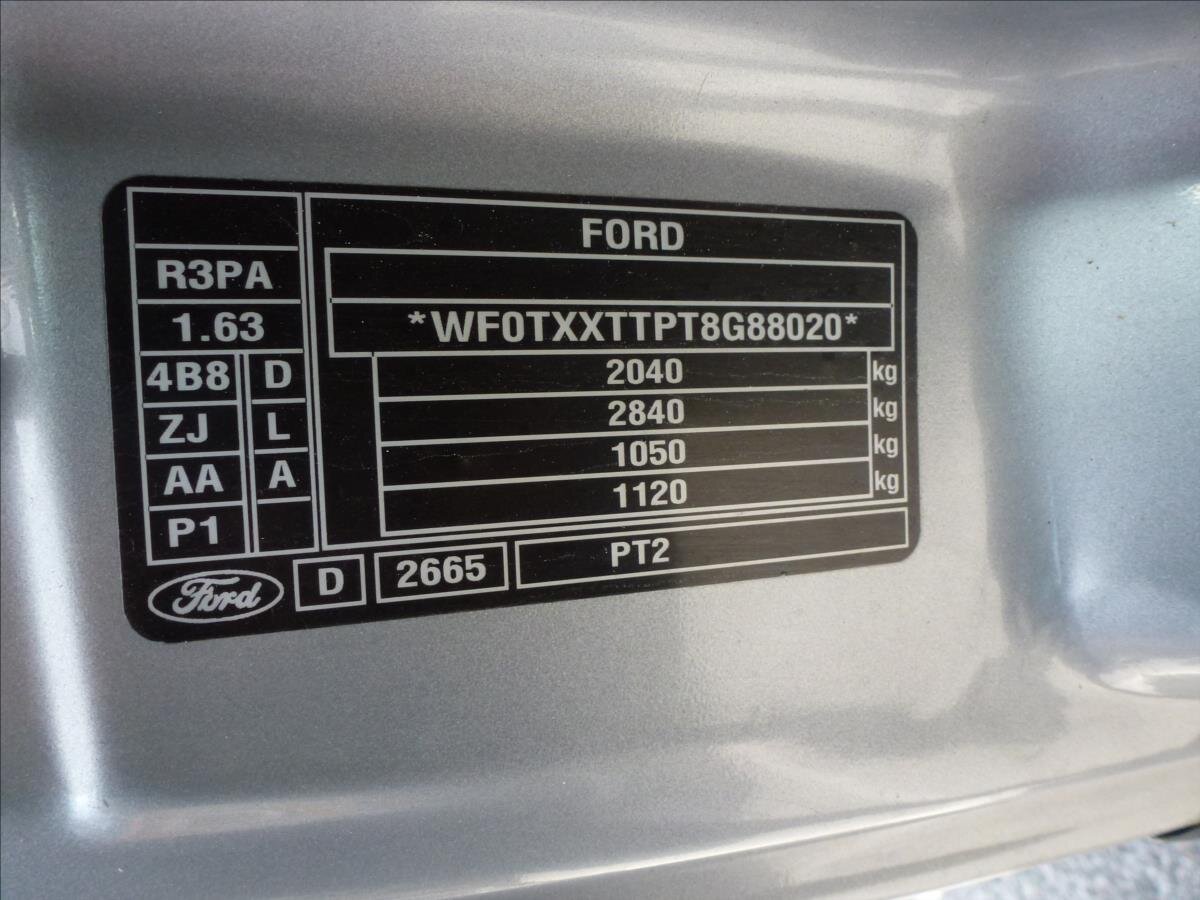 FORD
R3PA
1.63
*WF0TXXTTPT8G88020*
4B8 D
2040 kg
ZJ L
2840 kg
AA A
1050 kg
P1
1120 kg
Ford D 2665 PT2